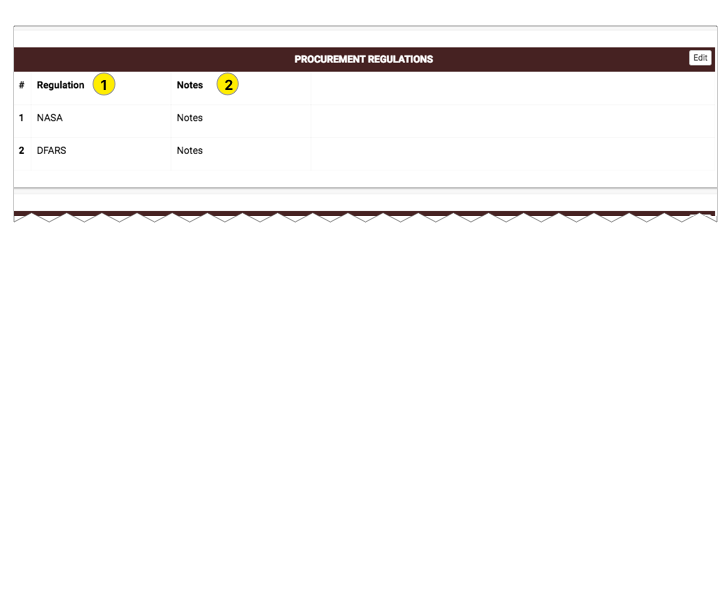 PROCUREMENT REGULATIONS Edit
# Regulation 1 Notes 2
1 NASA Notes
2 DFARS Notes